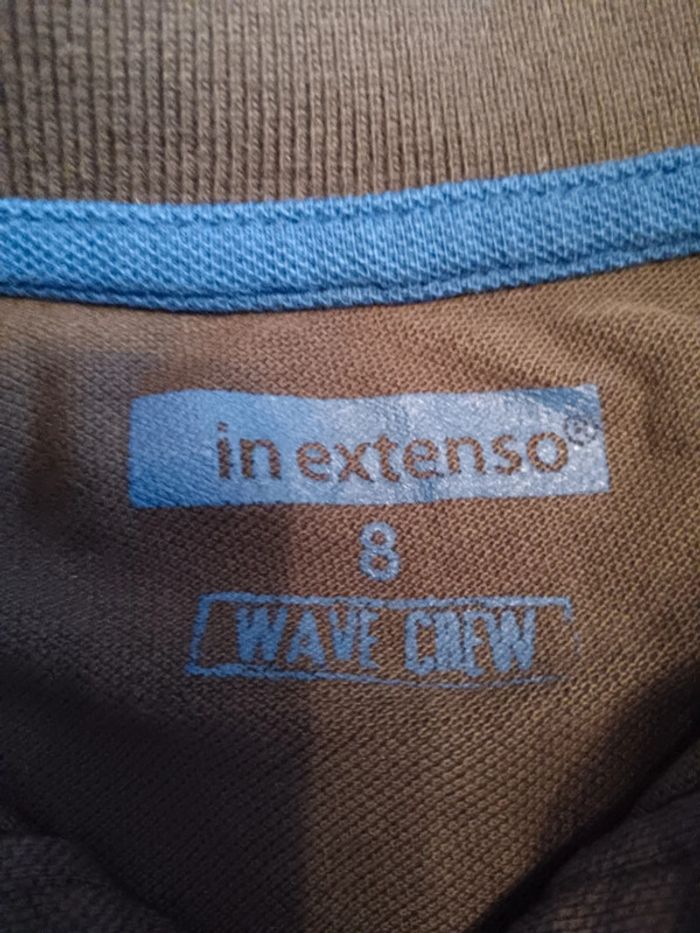 in extenso®
8
WAVE CREW